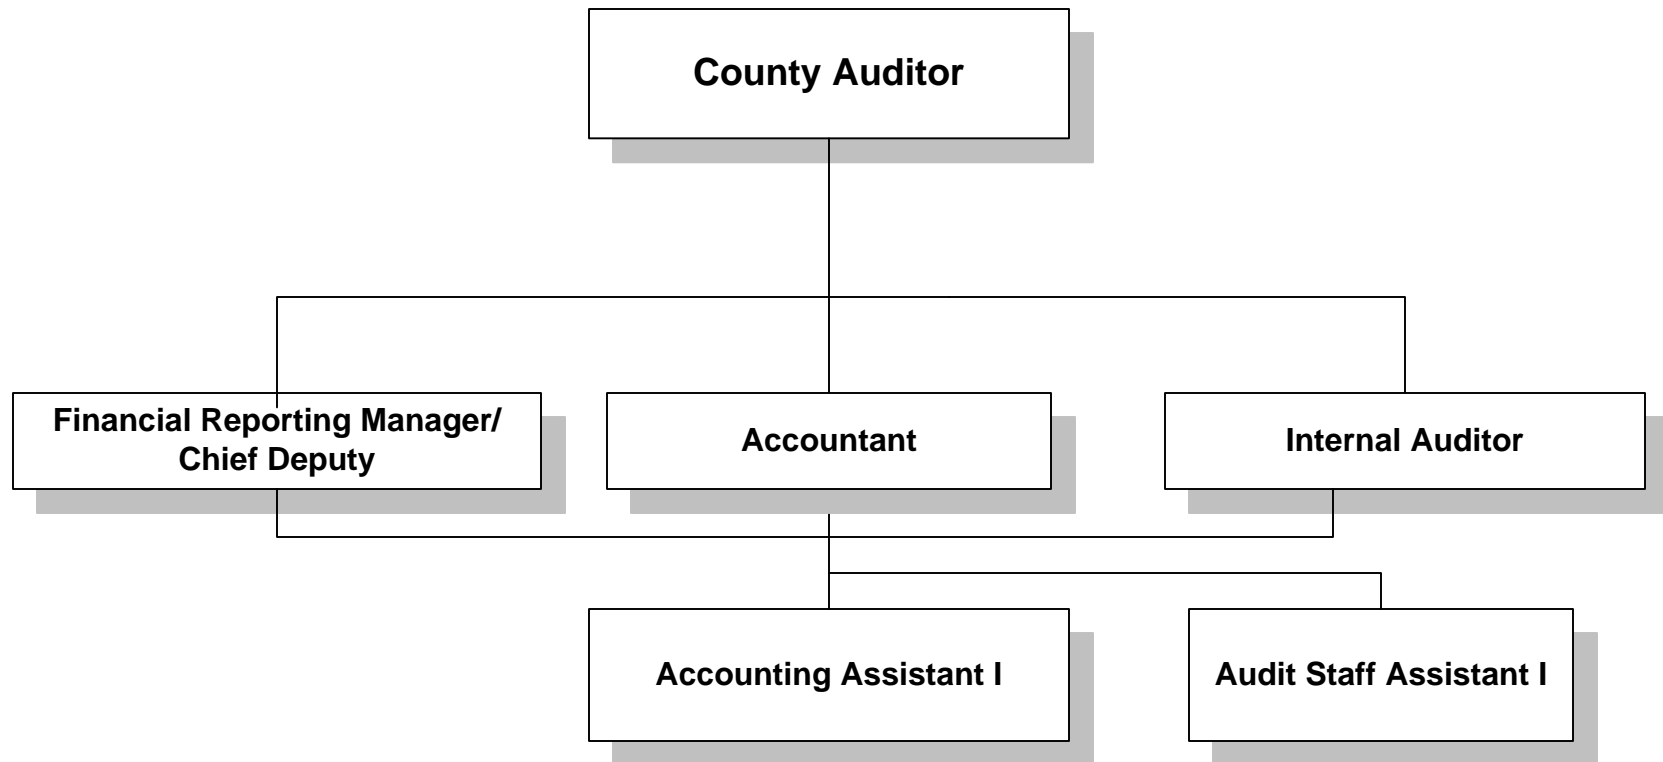 County Auditor
Financial Reporting Manager/
Chief Deputy
Accountant
Internal Auditor
Accounting Assistant I
Audit Staff Assistant I